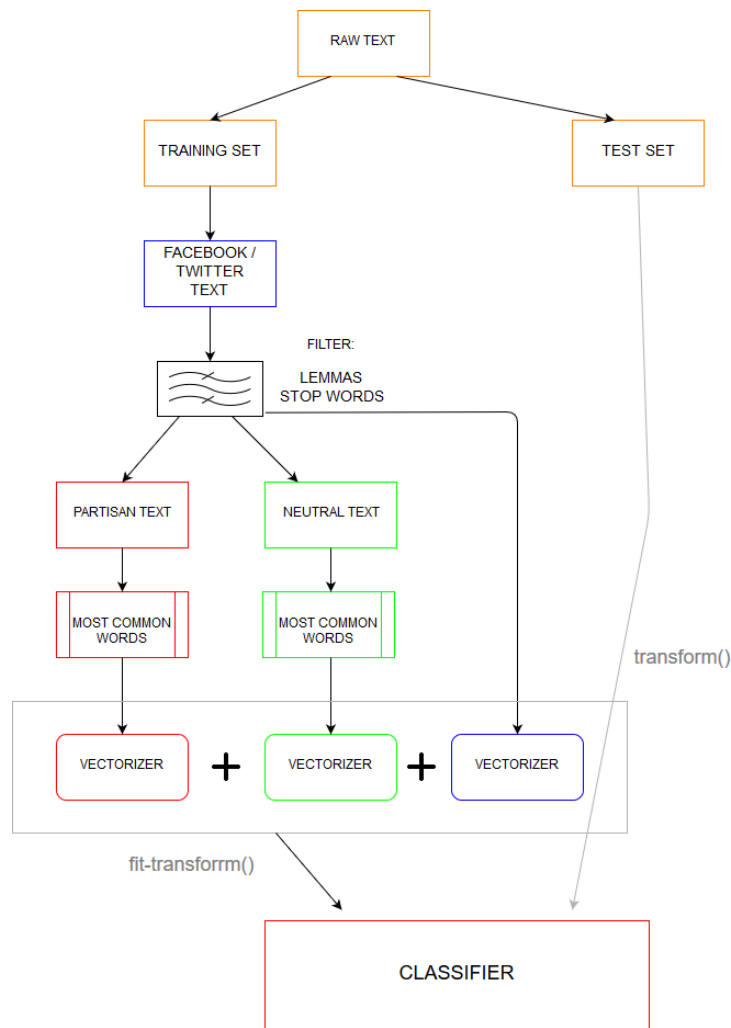 RAW TEXT
TRAINING SET
TEST SET
FACEBOOK /
TWITTER
TEXT
FILTER:
LEMMAS
STOP WORDS
PARTISAN TEXT
NEUTRAL TEXT
MOST COMMON
WORDS
MOST COMMON
WORDS
transform()
VECTORIZER
+
VECTORIZER
+
VECTORIZER
fit-transforrm()
CLASSIFIER